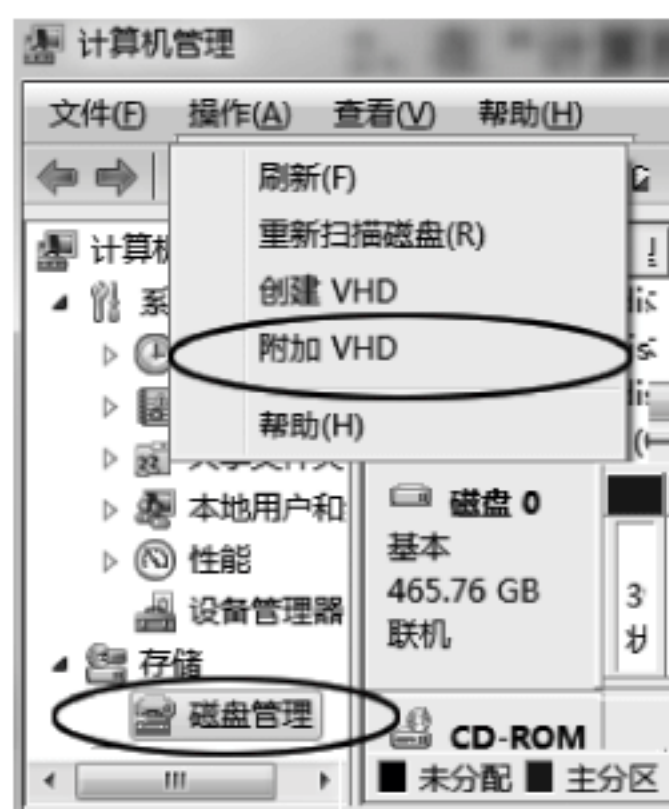 计算机管理
文件(F) 操作(A) 查看(V) 帮助(H)
刷新(F)
重新扫描磁盘(R)
创建 VHD
附加 VHD
帮助(H)
计算机
系
本地用户和
性能
设备管理器
存储
磁盘管理
磁盘 0
基本
465.76 GB
联机
3
CD-ROM
未分配 主分区